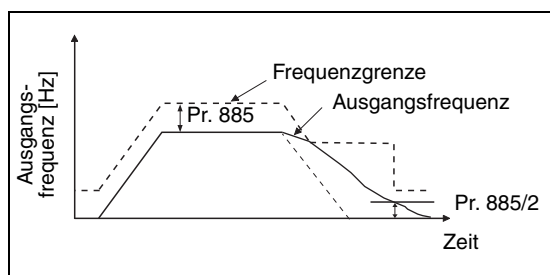 Ausgangs-
frequenz [Hz]
Frequenzgrenze
Pr. 885
Ausgangsfrequenz
Pr. 885/2
Zeit